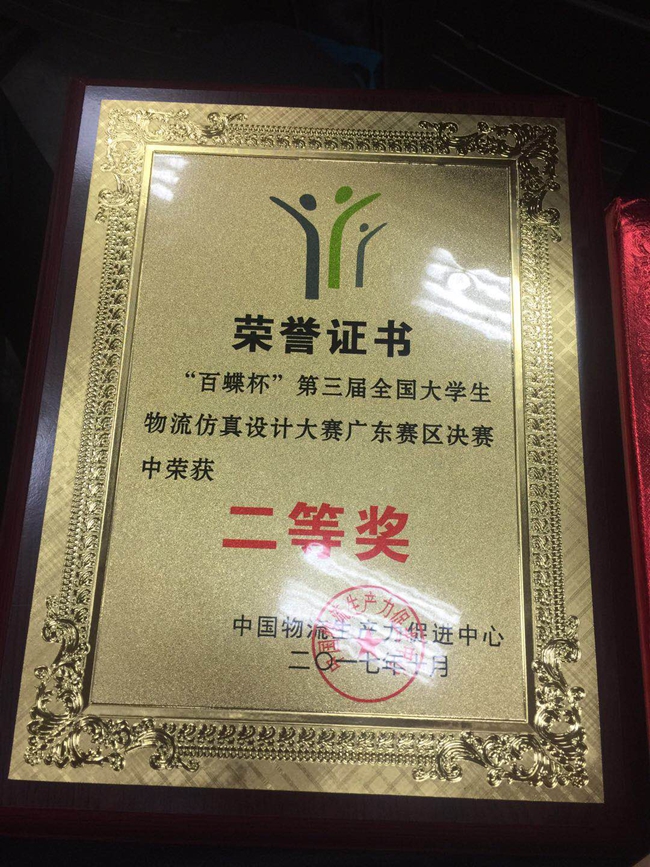 荣誉证书
“百蝶杯”第三届全国大学生
物流仿真设计大赛广东赛区决赛
中荣获
二等奖
中国物流生产力促进中心
二〇一七年十月